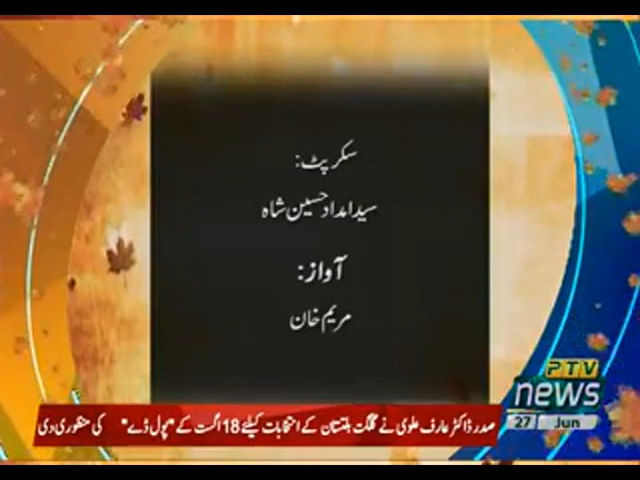 سکرپٹ:
سید امداد حسین شاہ
آواز:
مریم خان
PTV
news
27 Jun
صدر ڈاکٹر عارف علوی نے گلگت بلتستان کے انتخابات کیلئے 18 اگست کے "پول ڈے" کی منظوری دی